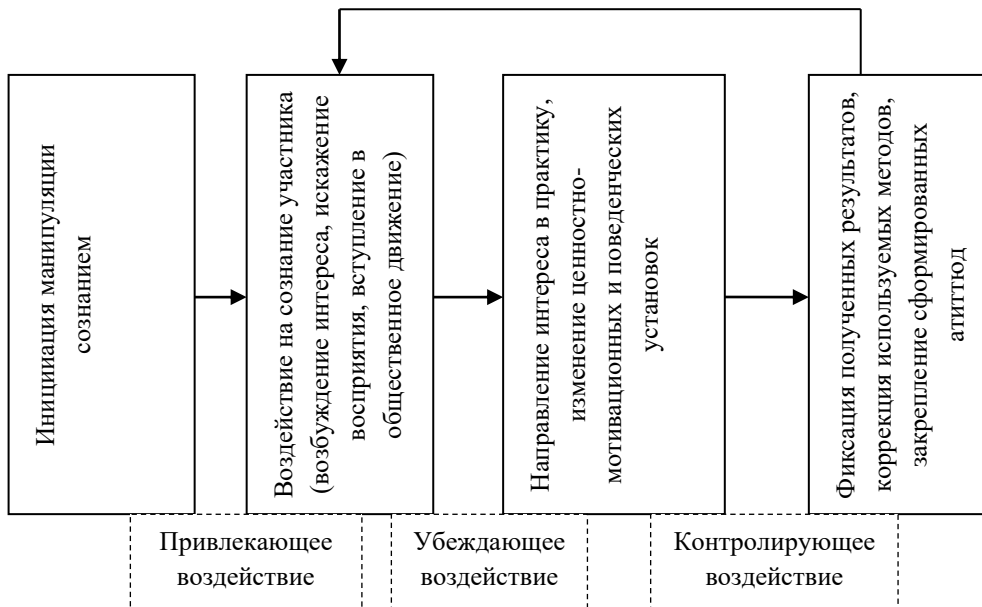 Инициация манипуляции
сознанием
Воздействие на сознание участника
(возбуждение интереса, искажение
восприятия, вступление в
общественное движение)
Направление интереса в практику,
изменение ценностно-
мотивационных и поведенческих
установок
Фиксация полученных результатов,
коррекция используемых методов,
закрепление сформированных
атиттюд
Привлекающее
воздействие
Убеждающее
воздействие
Контролирующее
воздействие